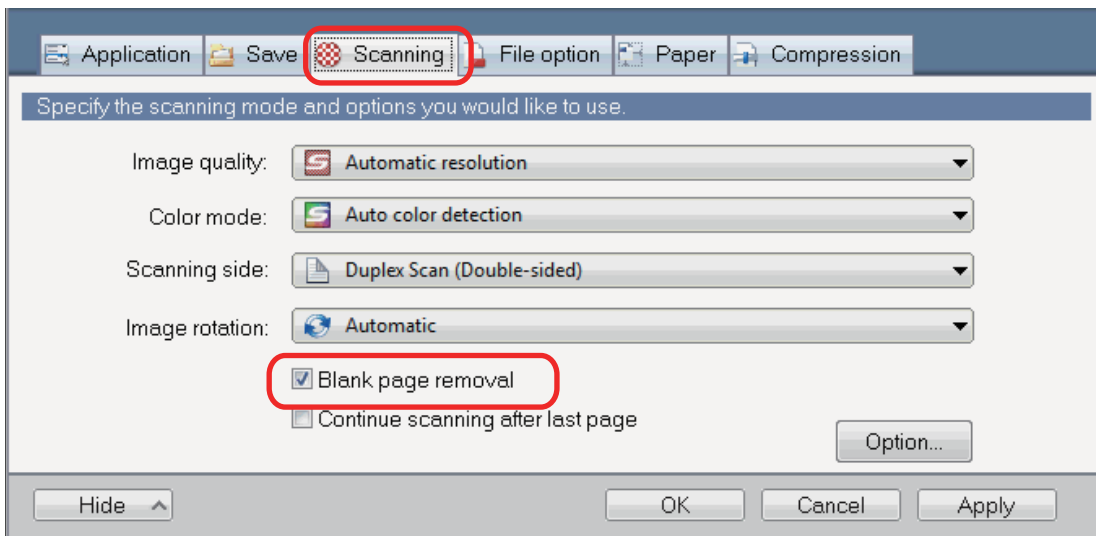 Application Save Scanning File option Paper Compression
Specify the scanning mode and options you would like to use.
Image quality: Automatic resolution
Color mode: Auto color detection
Scanning side: Duplex Scan (Double-sided)
Image rotation: Automatic
Blank page removal
Continue scanning after last page
Option...
Hide OK Cancel Apply